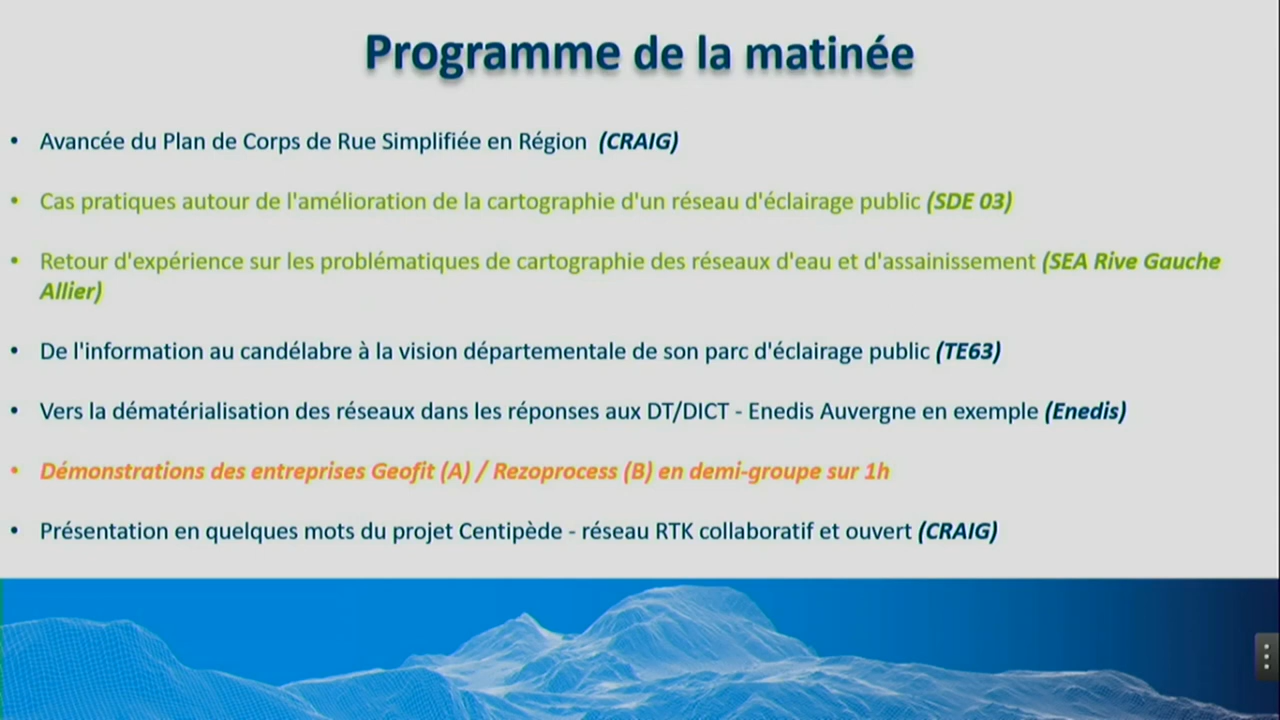 Programme de la matinée
• Avancée du Plan de Corps de Rue Simplifiée en Région (CRAIG)
• Cas pratiques autour de l'amélioration de la cartographie d'un réseau d'éclairage public (SDE 03)
• Retour d'expérience sur les problématiques de cartographie des réseaux d'eau et d'assainissement (SEA Rive Gauche
Allier)
• De l'information au candélabre à la vision départementale de son parc d'éclairage public (TE63)
• Vers la dématérialisation des réseaux dans les réponses aux DT/DICT - Enedis Auvergne en exemple (Enedis)
• Démonstrations des entreprises Geofit (A) / Rezoprocess (B) en demi-groupe sur 1h
• Présentation en quelques mots du projet Centipède - réseau RTK collaboratif et ouvert (CRAIG)